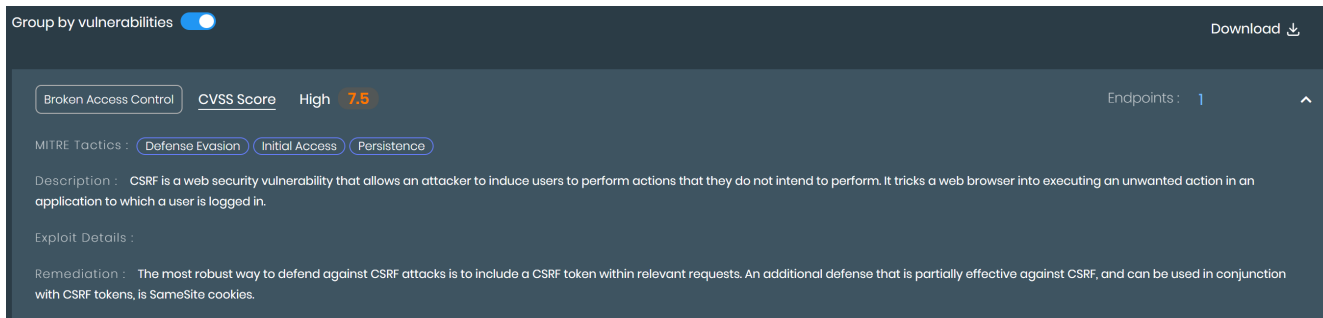 Group by vulnerabilities
Download
Broken Access Control CVSS Score High 7.5 Endpoints : 1
MITRE Tactics : Defense Evasion Initial Access Persistence
Description : CSRF is a web security vulnerability that allows an attacker to induce users to perform actions that they do not intend to perform. It tricks a web browser into executing an unwanted action in an
application to which a user is logged in.
Exploit Details :
Remediation : The most robust way to defend against CSRF attacks is to include a CSRF token within relevant requests. An additional defense that is partially effective against CSRF, and can be used in conjunction
with CSRF tokens, is SameSite cookies.